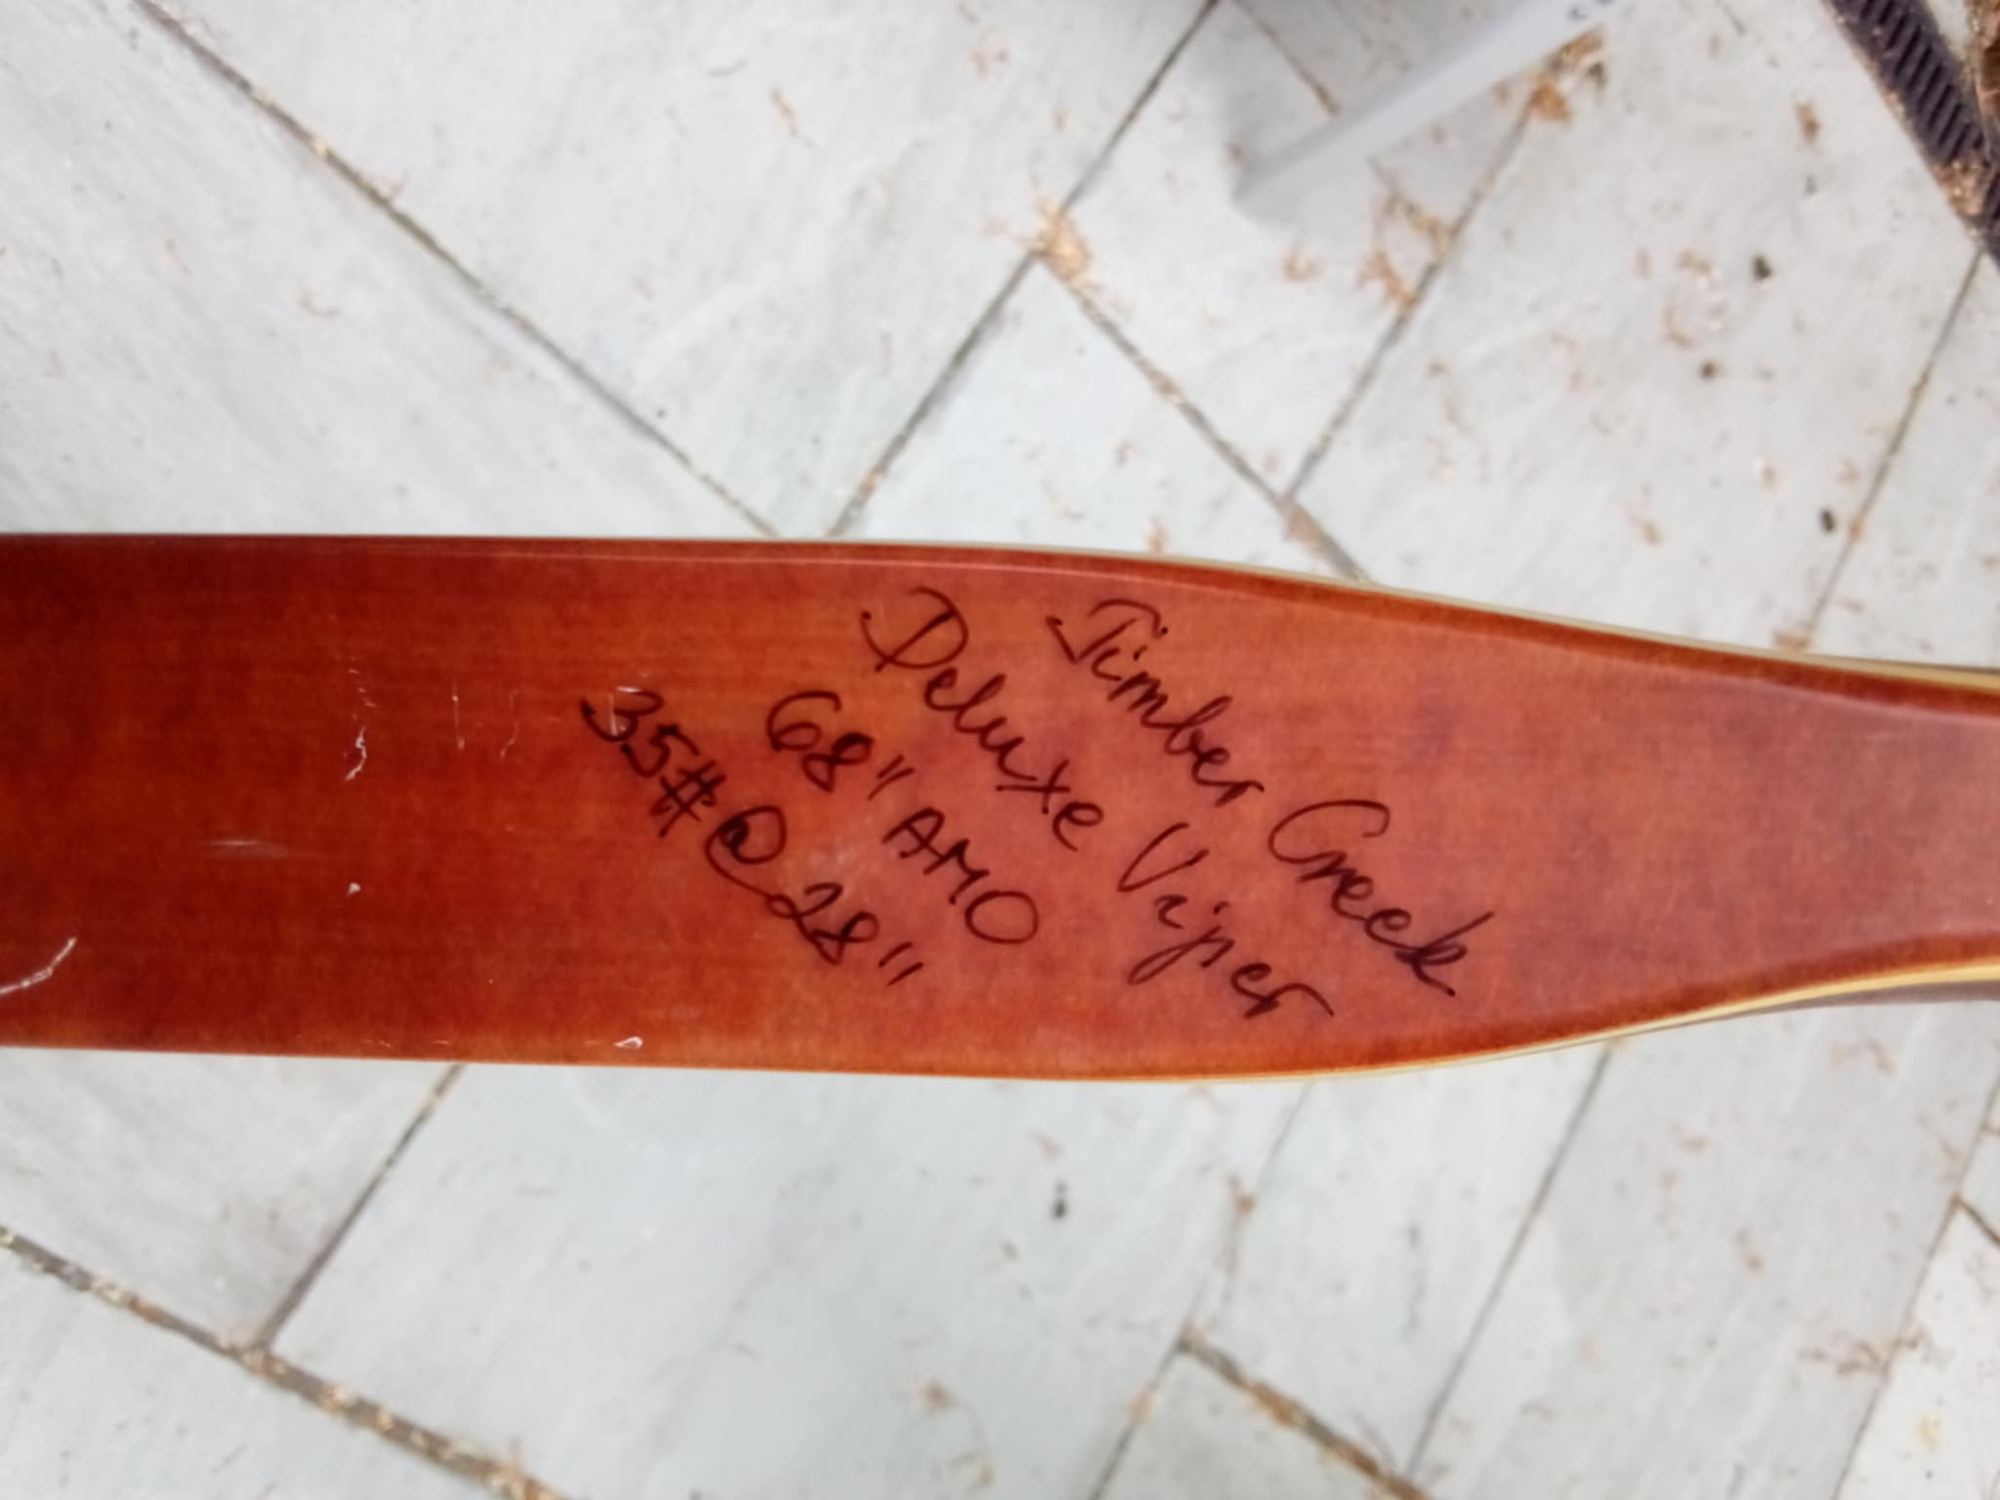 Timber Creek
Deluxe Viper
68" AMO
35# @ 28"